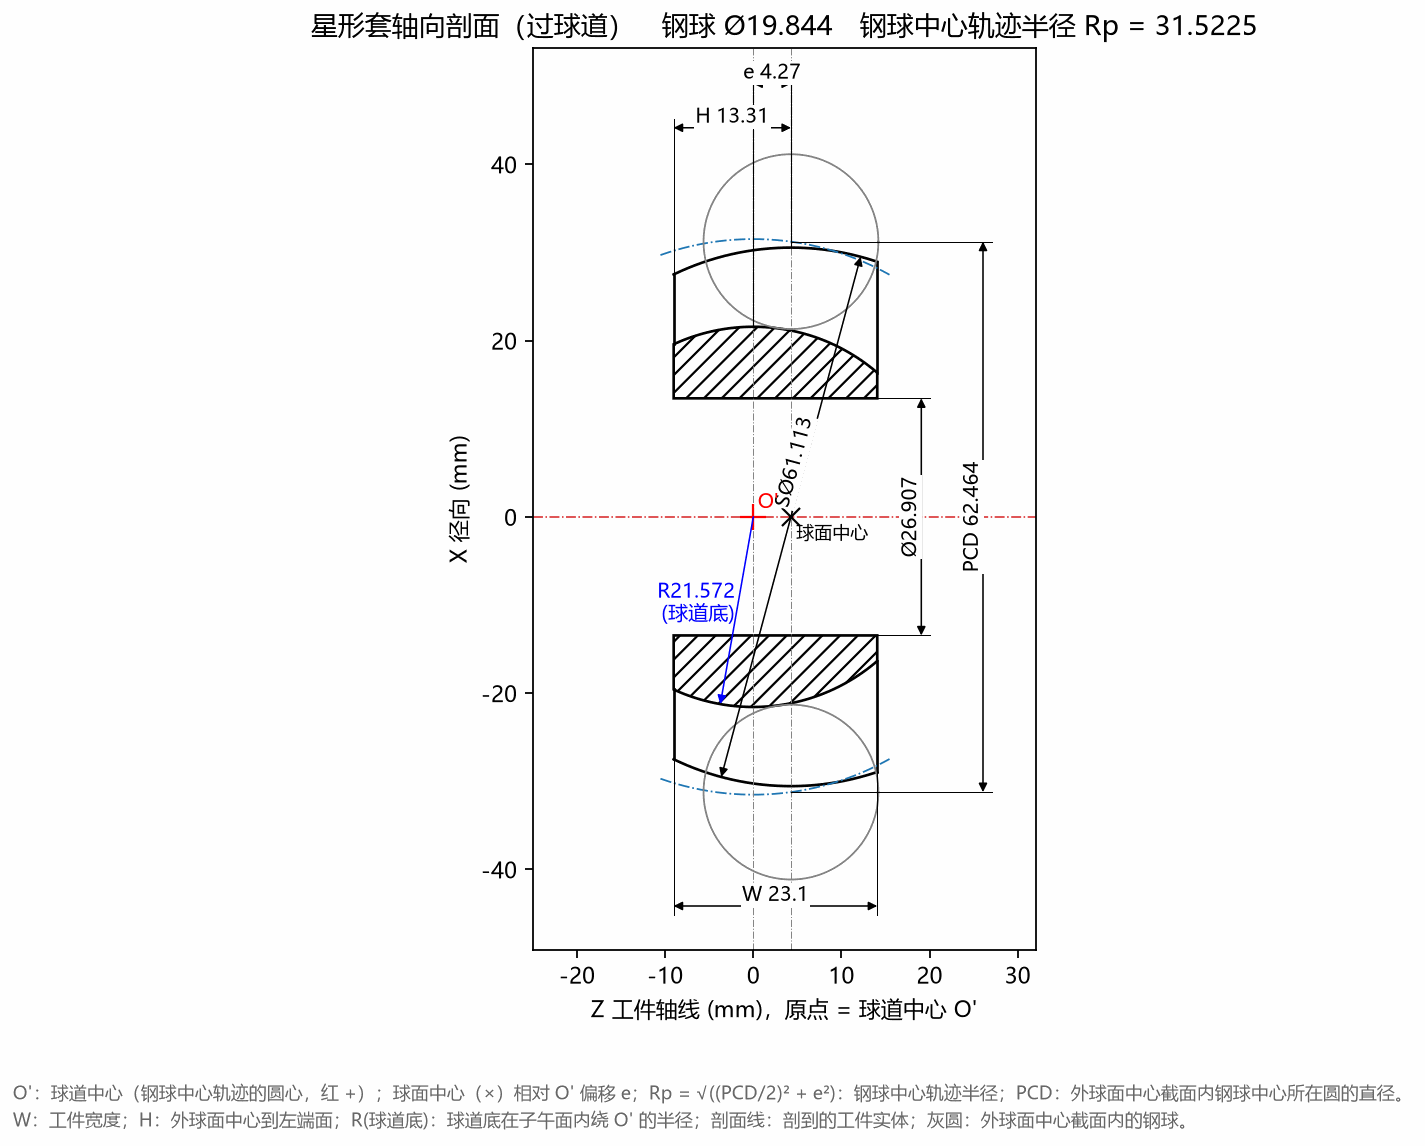 星形套轴向剖面（过球道）　钢球 Ø19.844　钢球中心轨迹半径 Rp = 31.5225
e 4.27
H 13.31
40
20
0
-20
-40
X 径向 (mm)
SØ61.113
O'
球面中心
R21.572
(球道底)
Ø26.907
PCD 62.464
W 23.1
-20 -10 0 10 20 30
Z 工件轴线 (mm)，原点 = 球道中心 O'
O'：球道中心（钢球中心轨迹的圆心，红 +）；球面中心（×）相对 O' 偏移 e；Rp = √((PCD/2)² + e²)：钢球中心轨迹半径；PCD：外球面中心截面内钢球中心所在圆的直径。
W：工件宽度；H：外球面中心到左端面；R(球道底)：球道底在子午面内绕 O' 的半径；剖面线：剖到的工件实体；灰圆：外球面中心截面内的钢球。